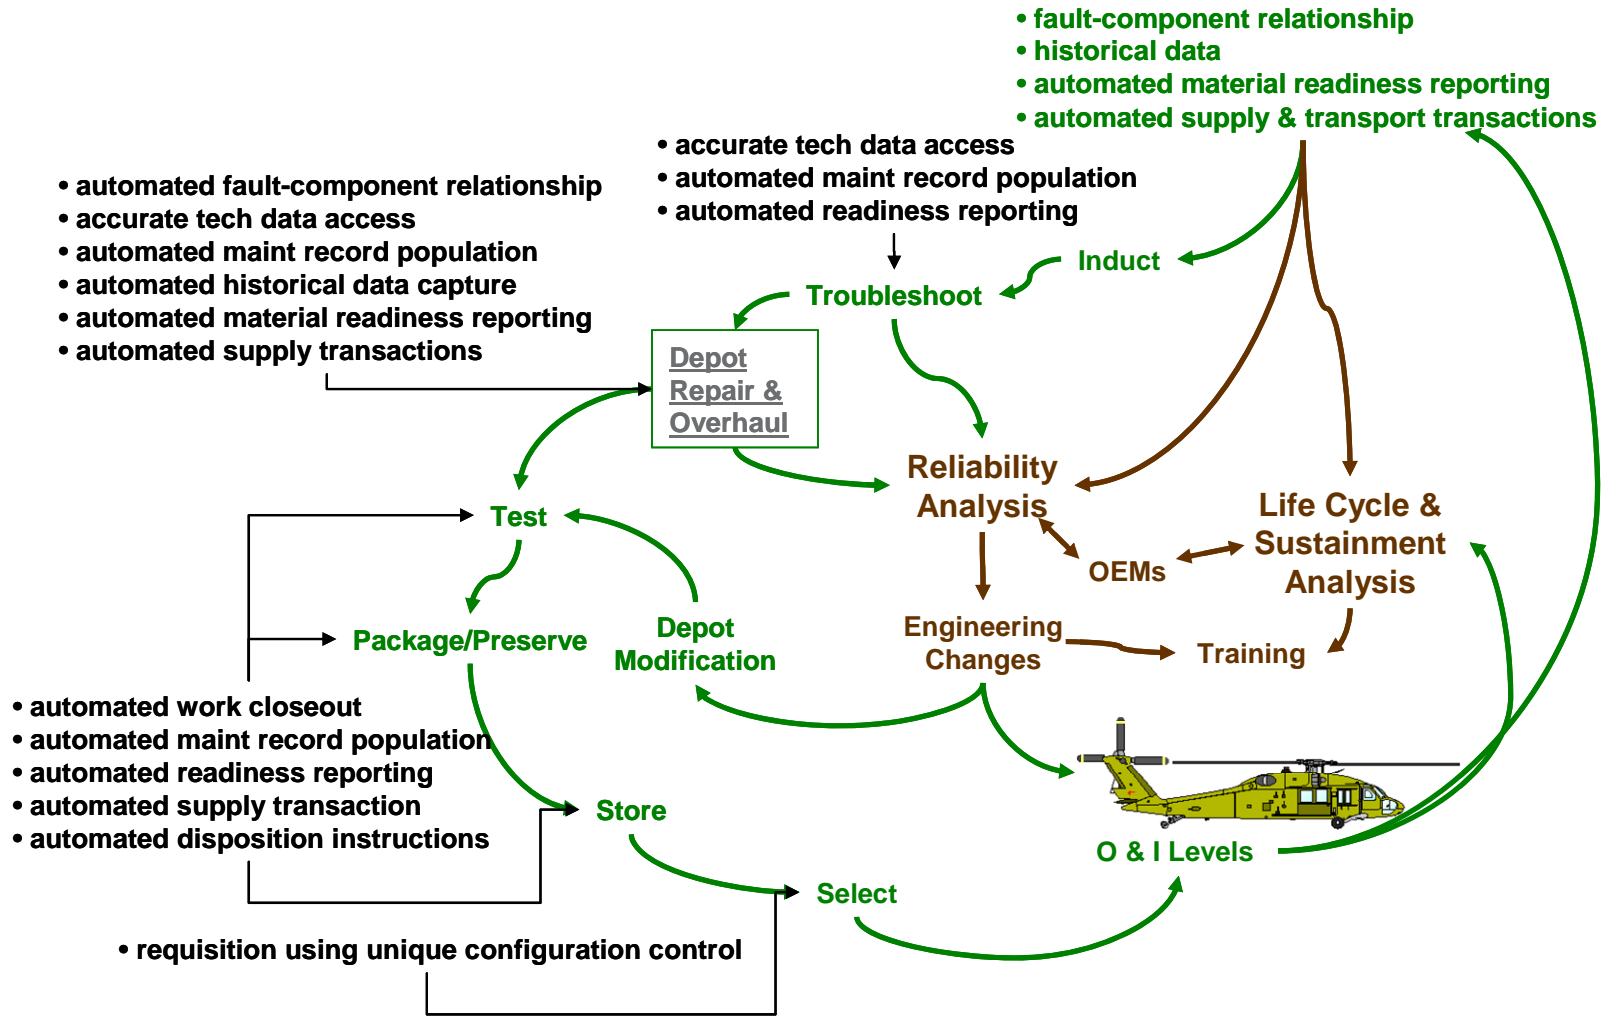 • fault-component relationship
• historical data
• automated material readiness reporting
• automated supply & transport transactions
• accurate tech data access
• automated maint record population
• automated readiness reporting
• automated fault-component relationship
• accurate tech data access
• automated maint record population
• automated historical data capture
• automated material readiness reporting
• automated supply transactions
Induct
Troubleshoot
Depot
Repair &
Overhaul
Reliability
Analysis
Life Cycle &
Sustainment
Analysis
OEMs
Test
Package/Preserve
Depot
Modification
Engineering
Changes
Training
• automated work closeout
• automated maint record population
• automated readiness reporting
• automated supply transaction
• automated disposition instructions
Store
O & I Levels
Select
• requisition using unique configuration control